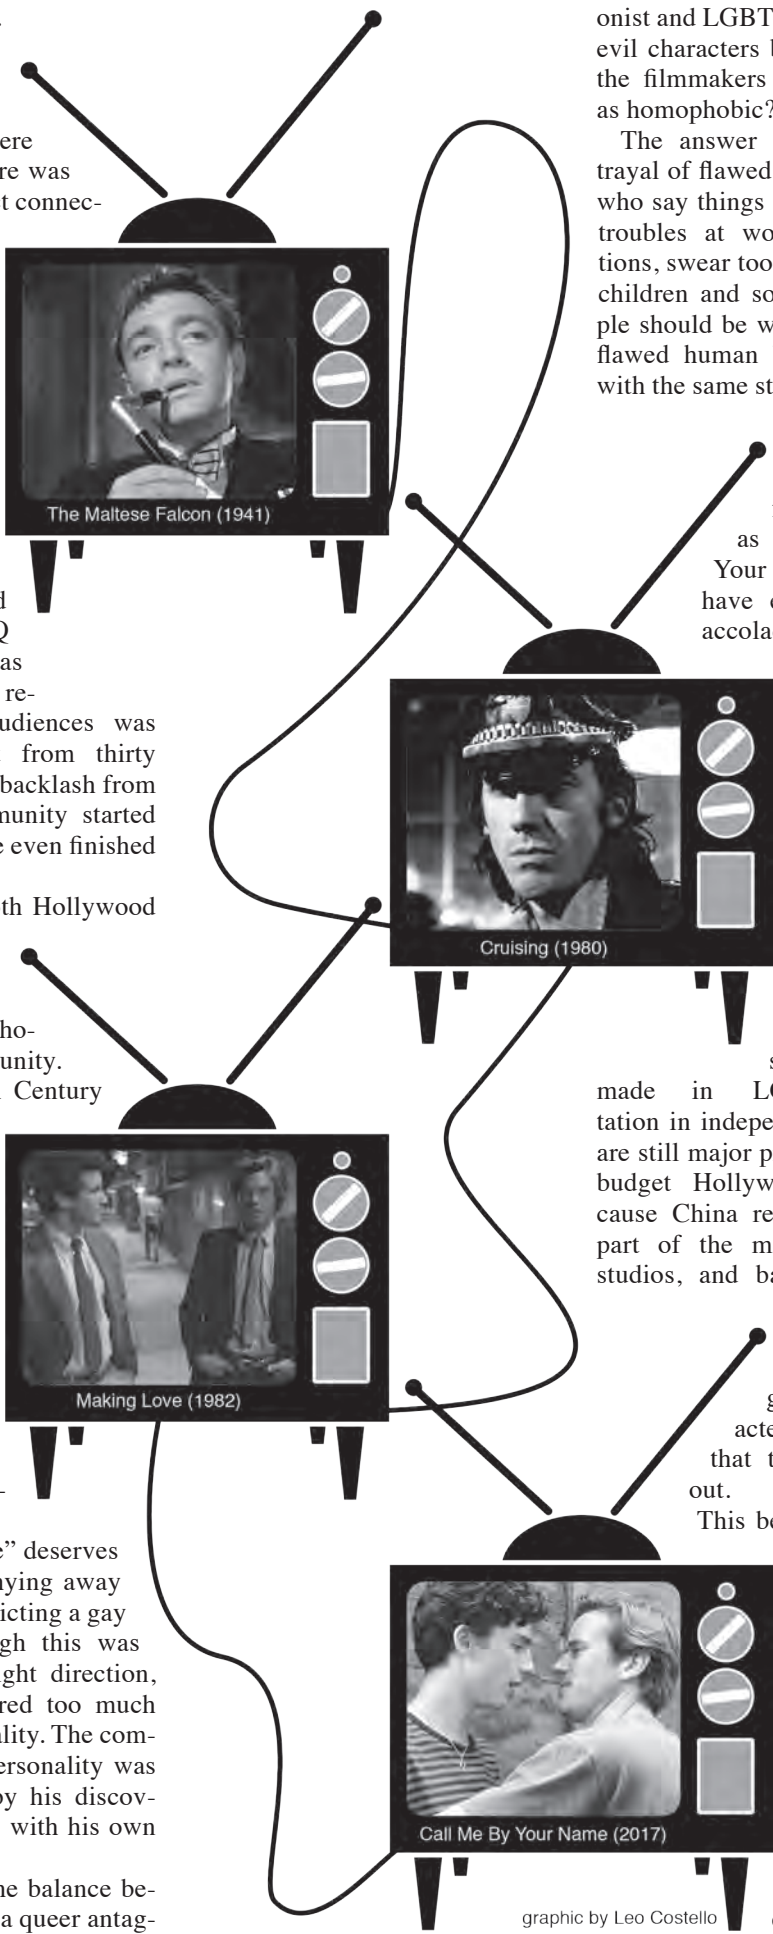 ere
re was
t connec-
The Maltese Falcon (1941)
d
Q
as
re-
udiences was
from thirty
backlash from
munity started
e even finished
th Hollywood
Cruising (1980)
ho-
unity.
Century
Making Love (1982)
-
e” deserves
ying away
icting a gay
gh this was
ght direction,
red too much
lity. The com-
ersonality was
by his discov-
with his own
ne balance be-
a queer antag-
onist and LGBT
evil characters b
the filmmakers
as homophobic?
The answer
trayal of flawed
who say things
troubles at wo
tions, swear too
children and so
ple should be w
flawed human
with the same st
as
Your
have c
accola
s
made in LG
tation in indepe
are still major p
budget Hollyw
cause China re
part of the m
studios, and ba
g
acte
that t
out.
This be
Call Me By Your Name (2017)
graphic by Leo Costello